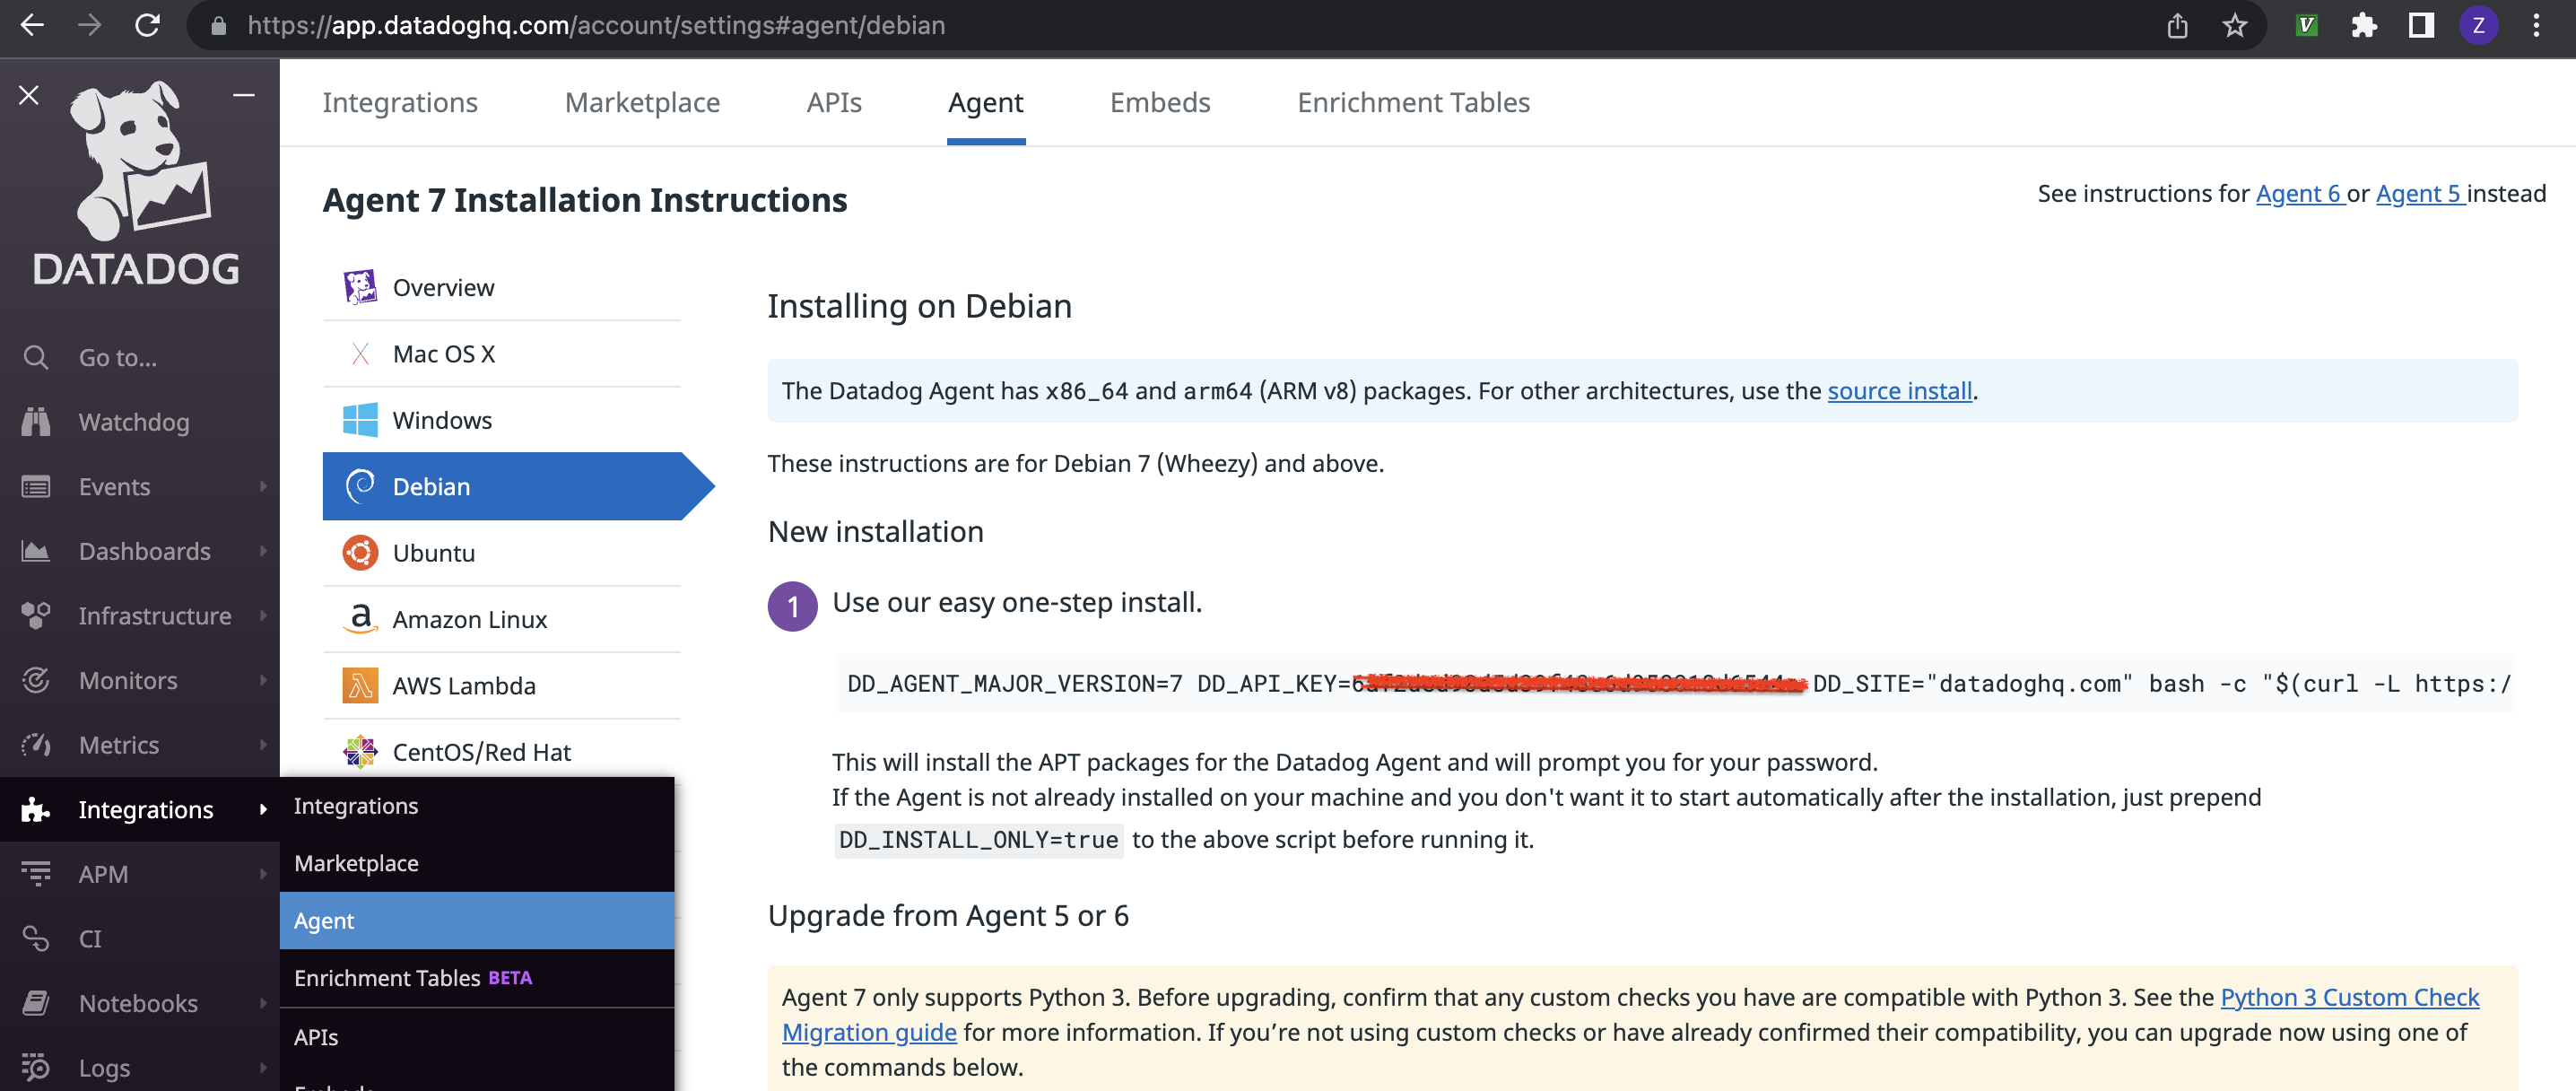 https://app.datadoghq.com/account/settings#agent/debian
V
Z
DATADOG
Go to...
Watchdog
Events
Dashboards
Infrastructure
Monitors
Metrics
Integrations
APM
CI
Notebooks
Logs
Integrations
Marketplace
Agent
Enrichment Tables BETA
APIs
Integrations Marketplace APIs Agent Embeds Enrichment Tables
Agent 7 Installation Instructions
See instructions for Agent 6 or Agent 5 instead
Overview
Mac OS X
Windows
Debian
Ubuntu
Amazon Linux
AWS Lambda
CentOS/Red Hat
Installing on Debian
The Datadog Agent has x86_64 and arm64 (ARM v8) packages. For other architectures, use the source install.
These instructions are for Debian 7 (Wheezy) and above.
New installation
1 Use our easy one-step install.
DD_AGENT_MAJOR_VERSION=7 DD_API_KEY= DD_SITE="datadoghq.com" bash -c "$(curl -L https:/
This will install the APT packages for the Datadog Agent and will prompt you for your password.
If the Agent is not already installed on your machine and you don't want it to start automatically after the installation, just prepend
DD_INSTALL_ONLY=true to the above script before running it.
Upgrade from Agent 5 or 6
Agent 7 only supports Python 3. Before upgrading, confirm that any custom checks you have are compatible with Python 3. See the Python 3 Custom Check
Migration guide for more information. If you’re not using custom checks or have already confirmed their compatibility, you can upgrade now using one of
the commands below.